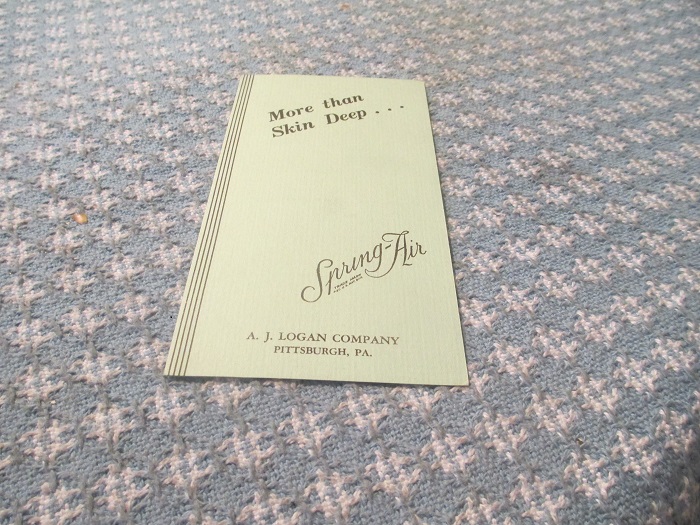 More than
Skin Deep . . .
Spring-Air
A. J. LOGAN COMPANY
PITTSBURGH, PA.